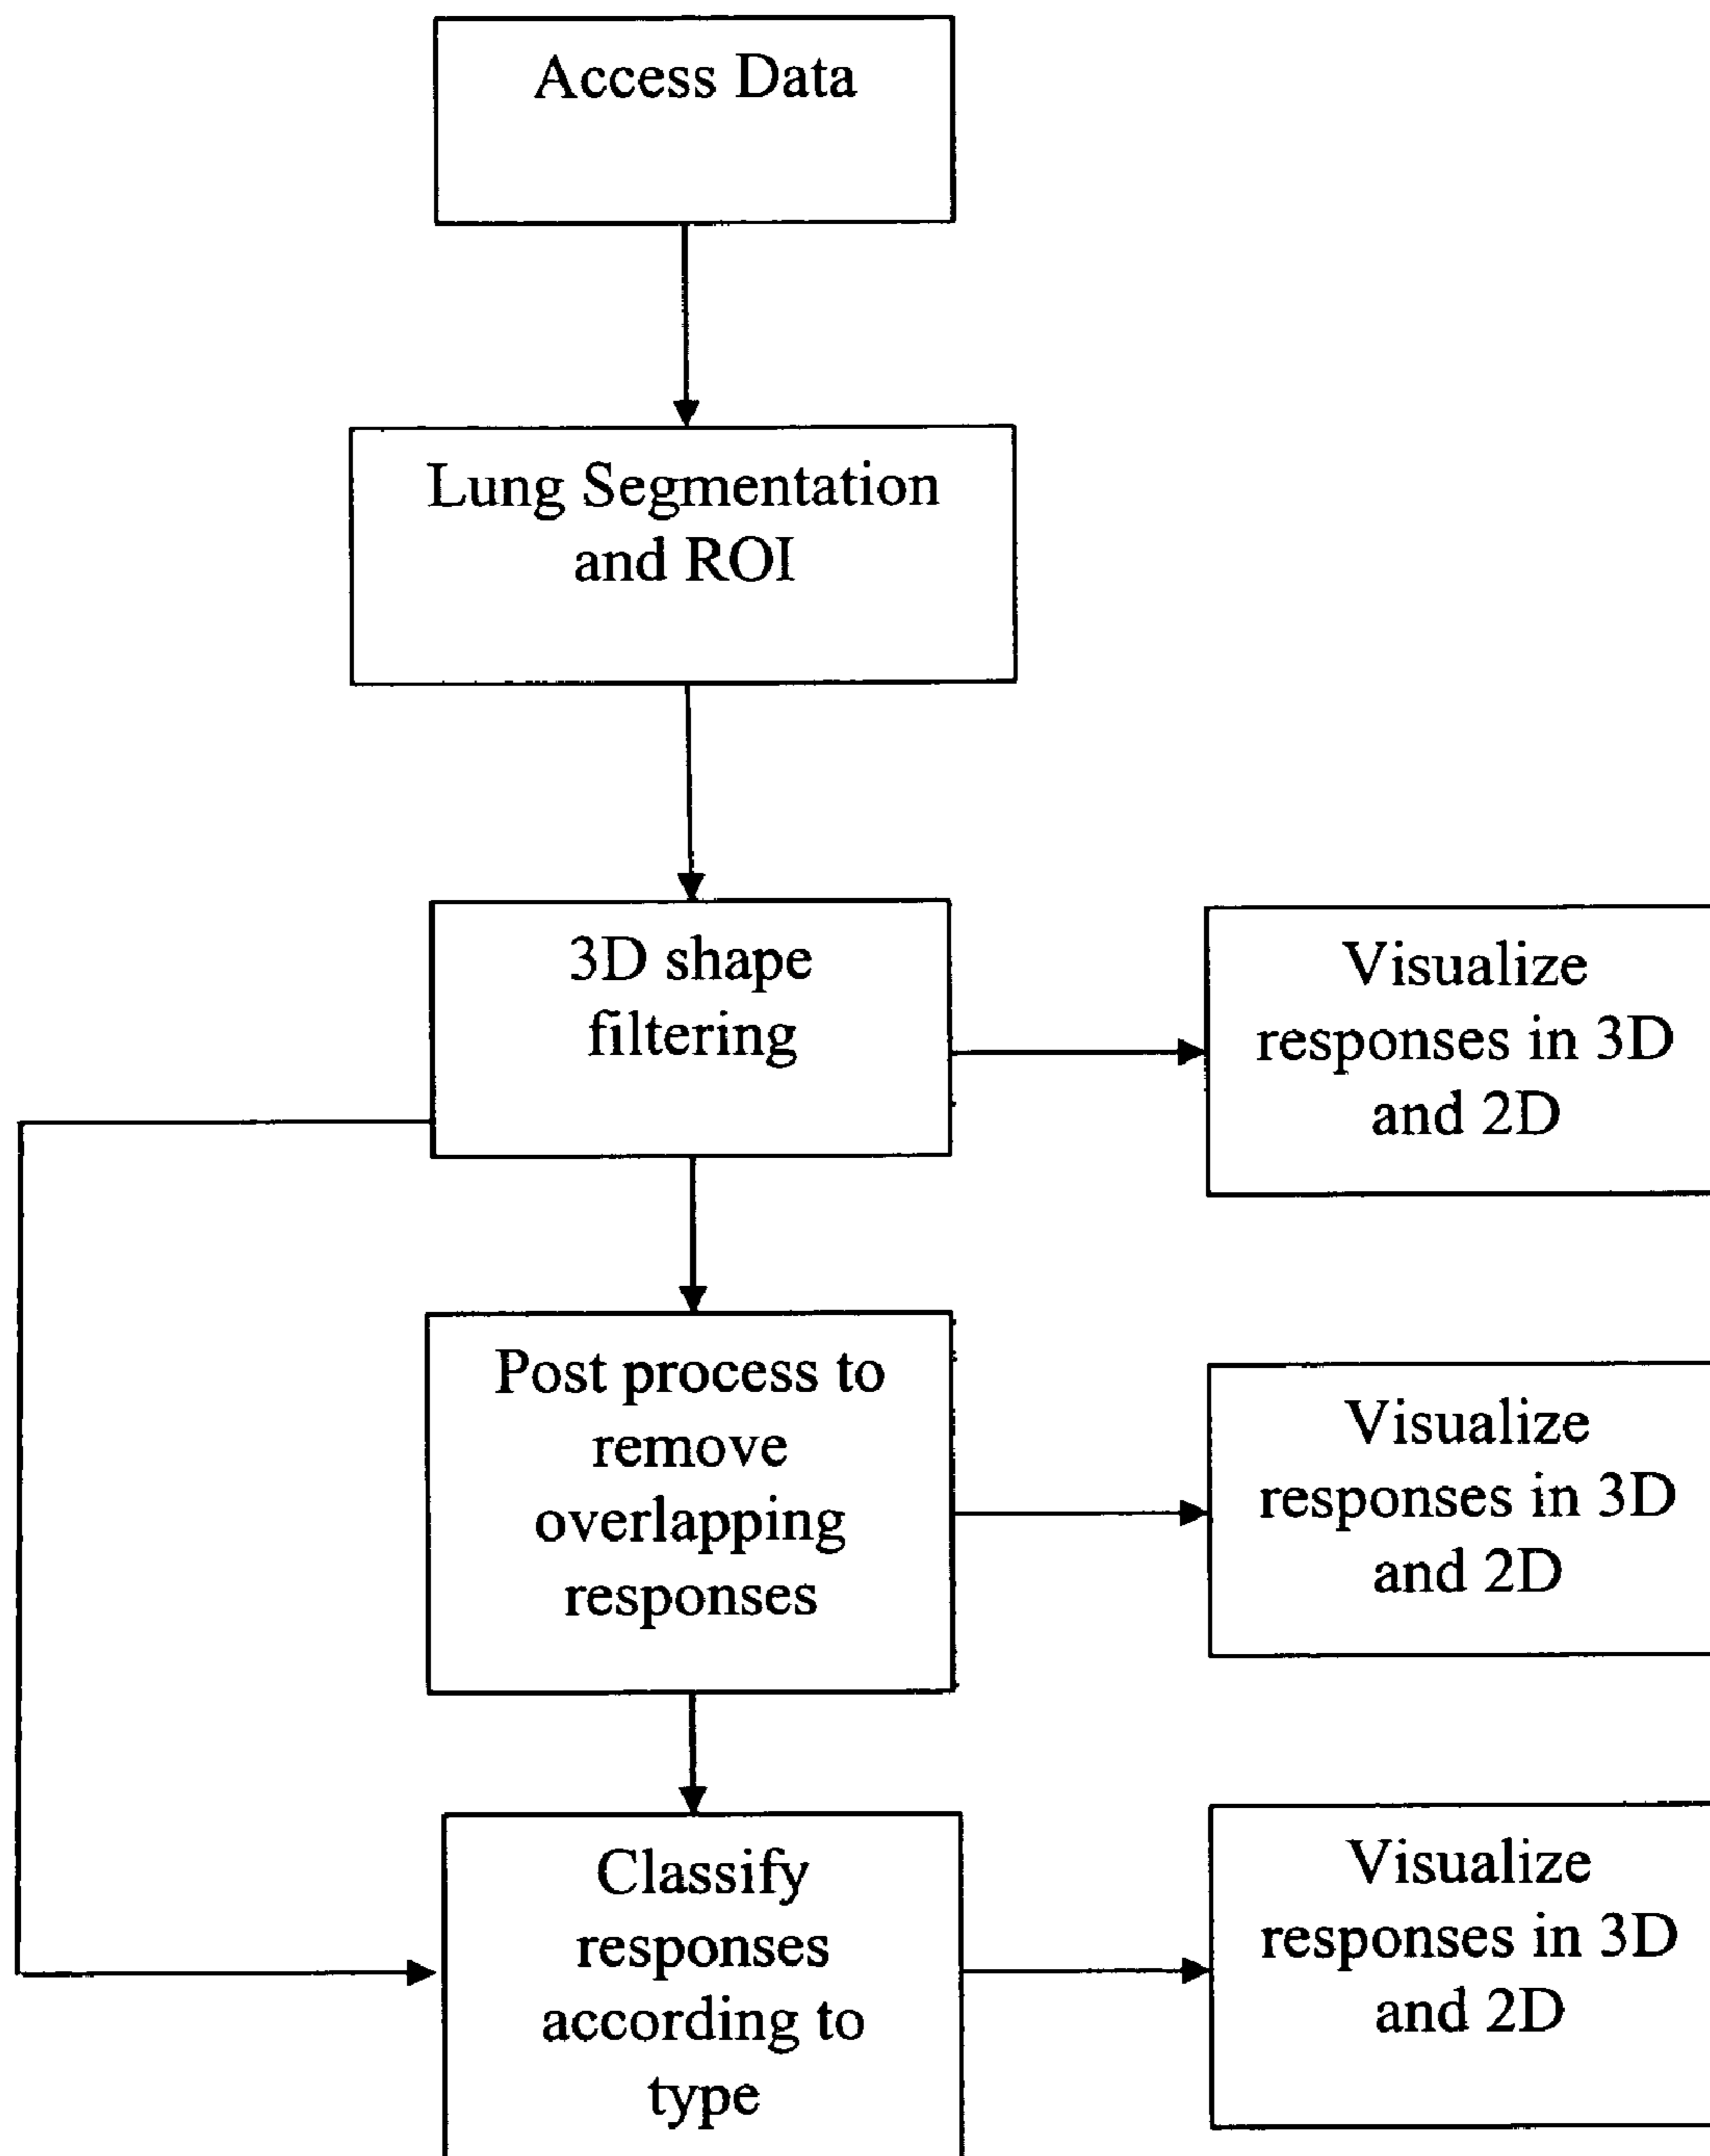 Access Data
Lung Segmentation
and ROI
3D shape
filtering
Visualize
responses in 3D
and 2D
Post process to
remove
overlapping
responses
Visualize
responses in 3D
and 2D
Classify
responses
according to
type
Visualize
responses in 3D
and 2D